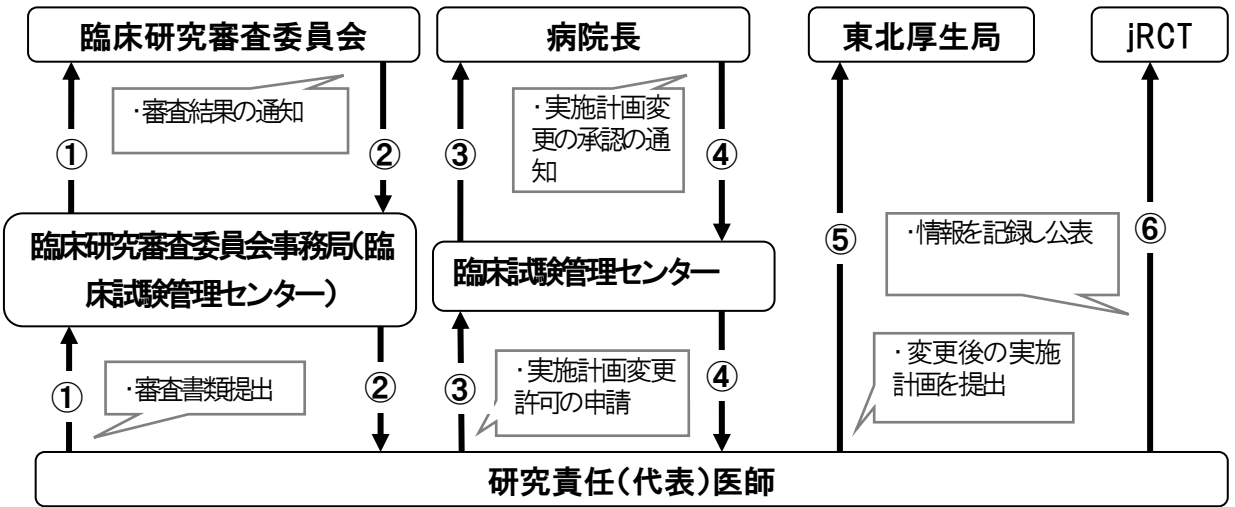 臨床研究審査委員会
病院長
東北厚生局
jRCT
・審査結果の通知
・実施計画変
更の承認の通
知
①
②
③
④
臨床研究審査委員会事務局(臨
床試験管理センター)
臨床試験管理センター
⑤
・情報を記録し公表
⑥
①
・審査書類提出
②
③
・実施計画変更
許可の申請
④
・変更後の実施
計画を提出
研究責任(代表)医師